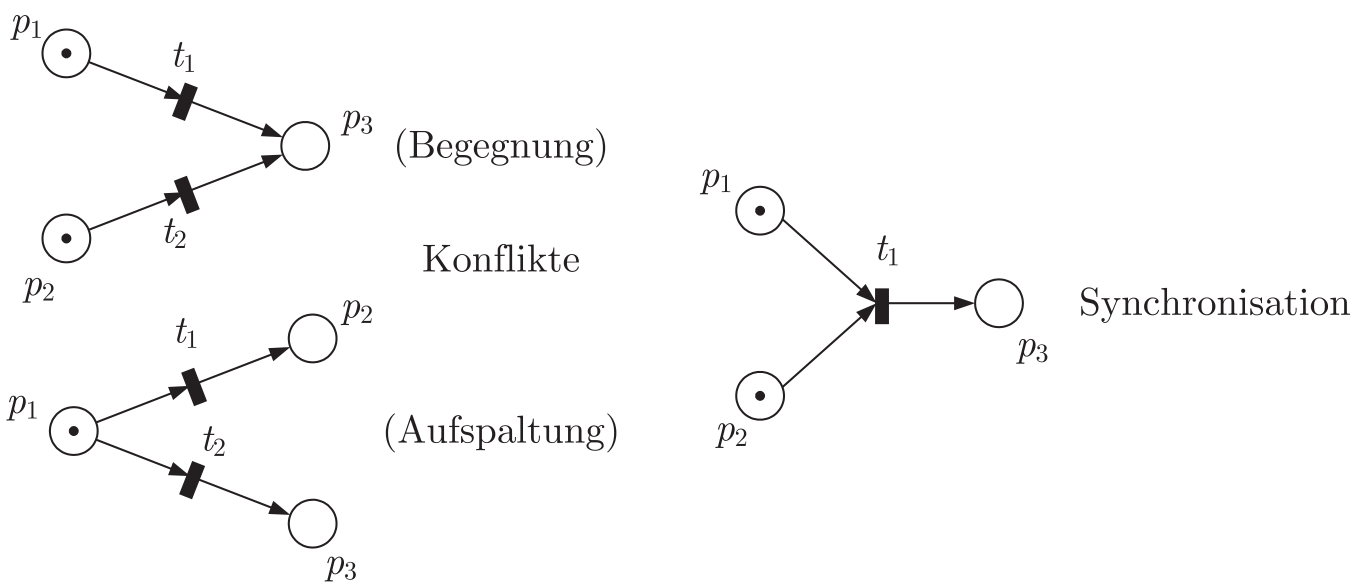 p1
t1
p3
(Begegnung)
t2
p2
Konflikte
p2
t1
p1
(Aufspaltung)
t2
p3
p1
t1
Synchronisation
p3
p2